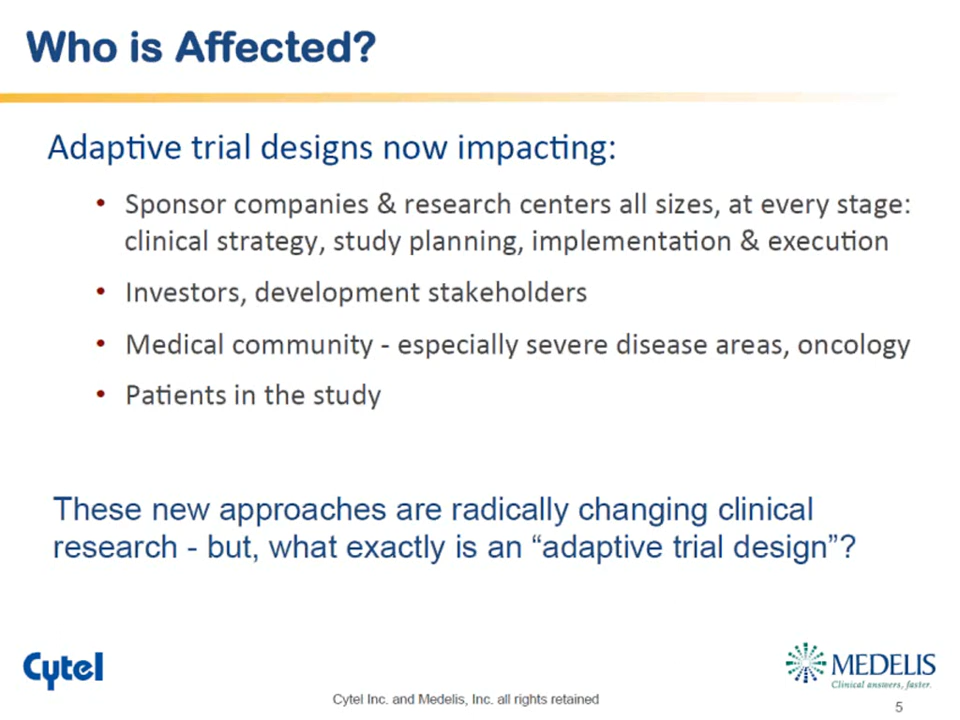 Who is Affected?
Adaptive trial designs now impacting:
• Sponsor companies & research centers all sizes, at every stage:
clinical strategy, study planning, implementation & execution
• Investors, development stakeholders
• Medical community - especially severe disease areas, oncology
• Patients in the study
These new approaches are radically changing clinical
research - but, what exactly is an “adaptive trial design”?
Cytel
MEDELIS
Clinical answers, faster.
Cytel Inc. and Medelis, Inc. all rights retained
5